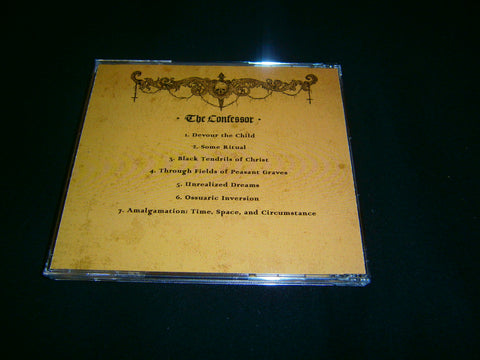 · The Confessor ·
1. Devour the Child
2. Some Ritual
3. Black Tendrils of Christ
4. Through Fields of Peasant Graves
5. Unrealized Dreams
6. Ossuaric Inversion
7. Amalgamation: Time, Space, and Circumstance